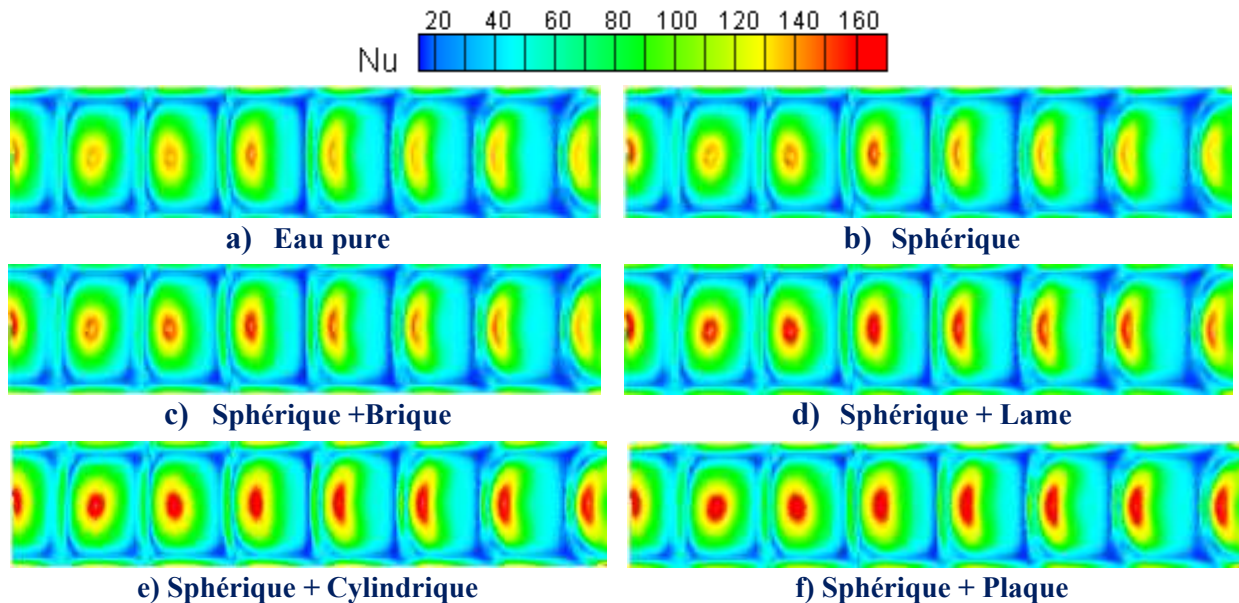 20 40 60 80 100 120 140 160
Nu
a) Eau pure
b) Sphérique
c) Sphérique +Brique
d) Sphérique + Lame
e) Sphérique + Cylindrique
f) Sphérique + Plaque